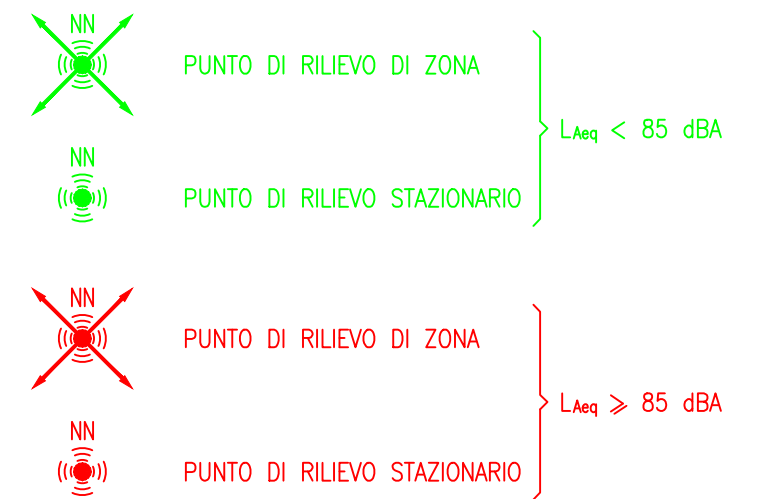 NN
PUNTO DI RILIEVO DI ZONA
LAeq < 85 dBA
NN
PUNTO DI RILIEVO STAZIONARIO
NN
PUNTO DI RILIEVO DI ZONA
LAeq ⩾ 85 dBA
NN
PUNTO DI RILIEVO STAZIONARIO